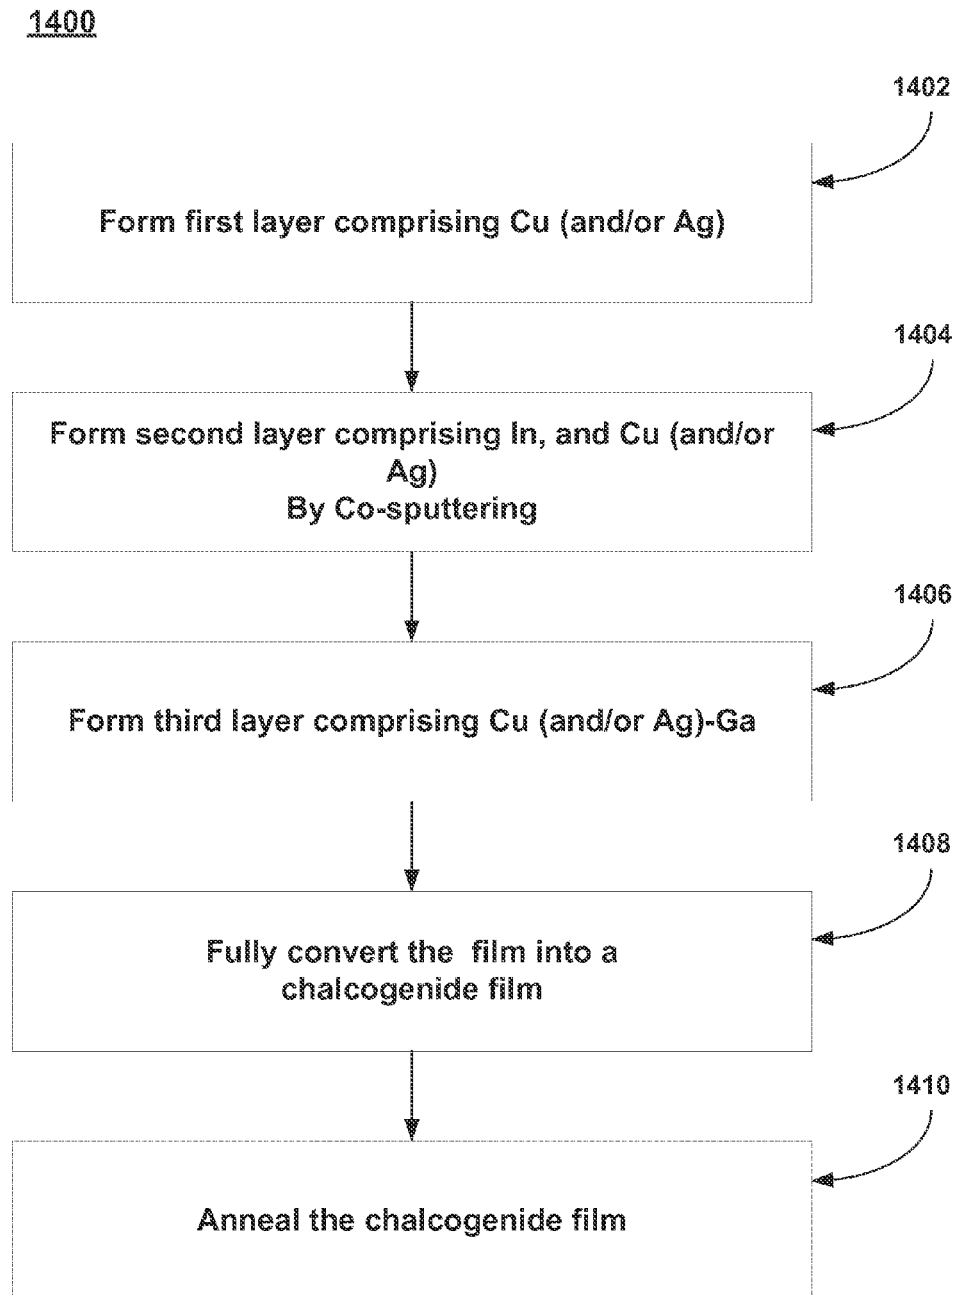 1400
1402
Form first layer comprising Cu (and/or Ag)
1404
Form second layer comprising In, and Cu (and/or
Ag)
By Co-sputtering
1406
Form third layer comprising Cu (and/or Ag)-Ga
1408
Fully convert the film into a
chalcogenide film
1410
Anneal the chalcogenide film